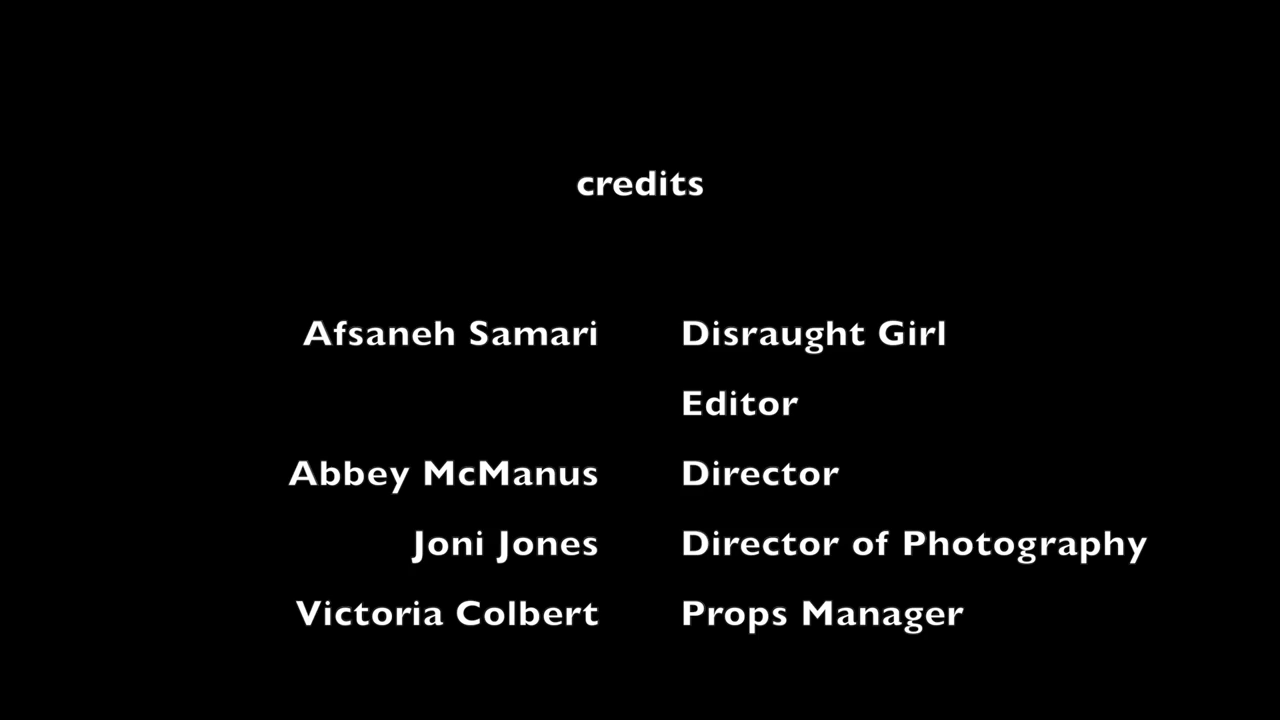 credits
Afsaneh Samari Disraught Girl
Editor
Abbey McManus Director
Joni Jones Director of Photography
Victoria Colbert Props Manager